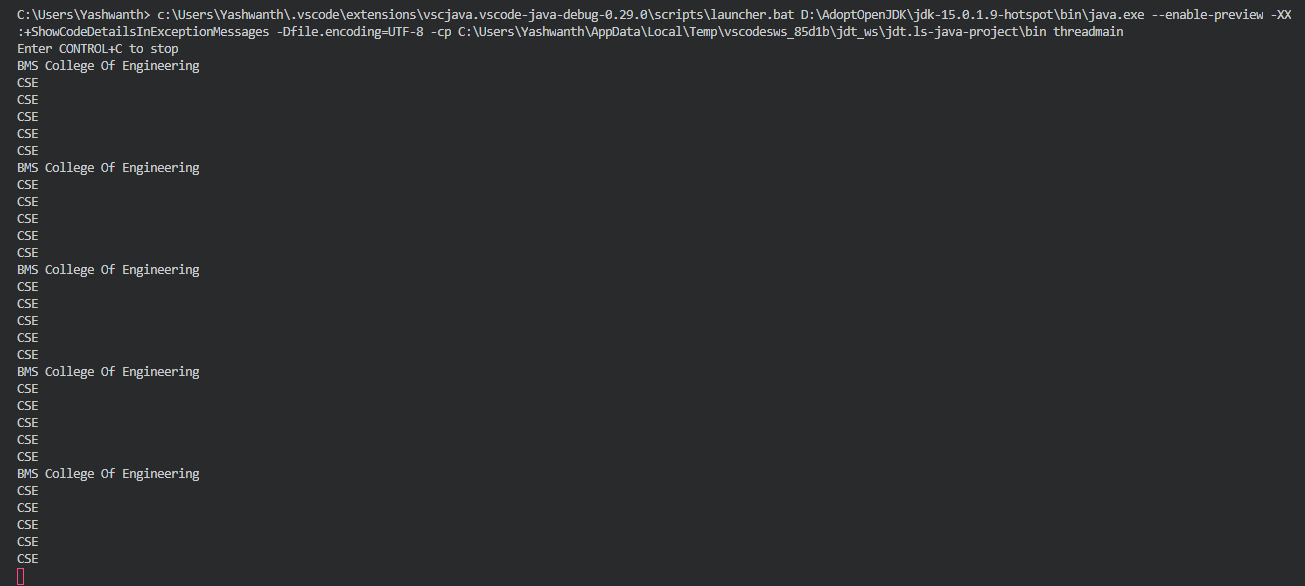 C:\Users\Yashwanth> c:\Users\Yashwanth\.vscode\extensions\vscjava.vscode-java-debug-0.29.0\scripts\launcher.bat D:\AdoptOpenJDK\jdk-15.0.1.9-hotspot\bin\java.exe --enable-preview -XX
:+ShowCodeDetailsInExceptionMessages -Dfile.encoding=UTF-8 -cp C:\Users\Yashwanth\AppData\Local\Temp\vscodesws_85d1b\jdt_ws\jdt.ls-java-project\bin threadmain
Enter CONTROL+C to stop
BMS College Of Engineering
CSE
CSE
CSE
CSE
CSE
BMS College Of Engineering
CSE
CSE
CSE
CSE
CSE
BMS College Of Engineering
CSE
CSE
CSE
CSE
CSE
BMS College Of Engineering
CSE
CSE
CSE
CSE
CSE
BMS College Of Engineering
CSE
CSE
CSE
CSE
CSE